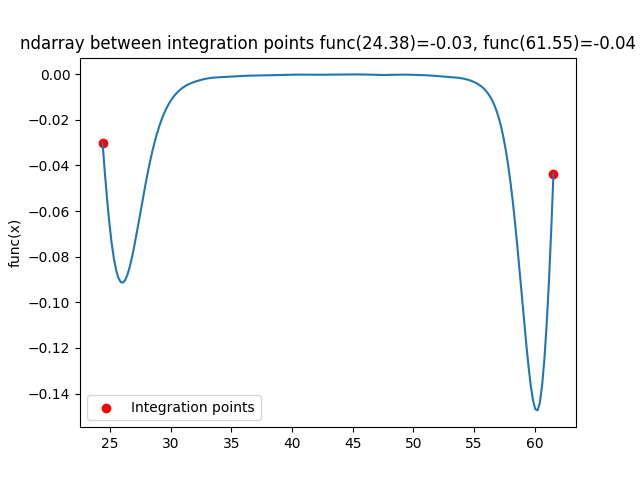 ndarray between integration points func(24.38)=-0.03, func(61.55)=-0.04
0.00
−0.02
−0.04
−0.06
−0.08
−0.10
−0.12
−0.14
func(x)
Integration points
25 30 35 40 45 50 55 60